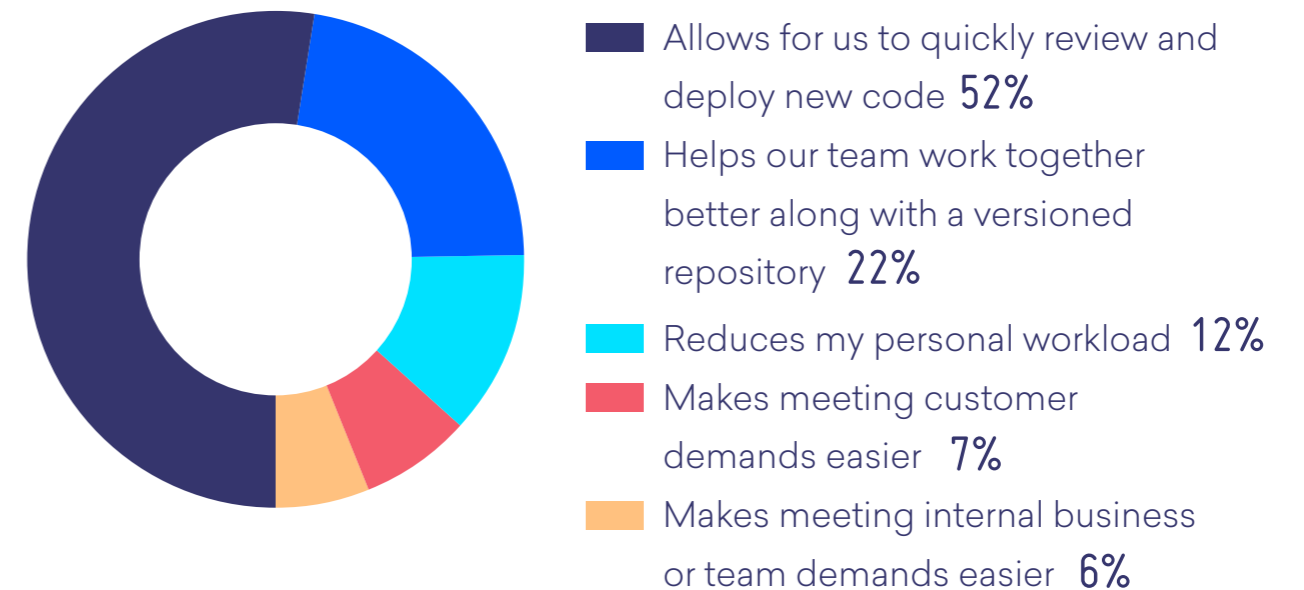 Allows for us to quickly review and
deploy new code 52%
Helps our team work together
better along with a versioned
repository 22%
Reduces my personal workload 12%
Makes meeting customer
demands easier 7%
Makes meeting internal business
or team demands easier 6%